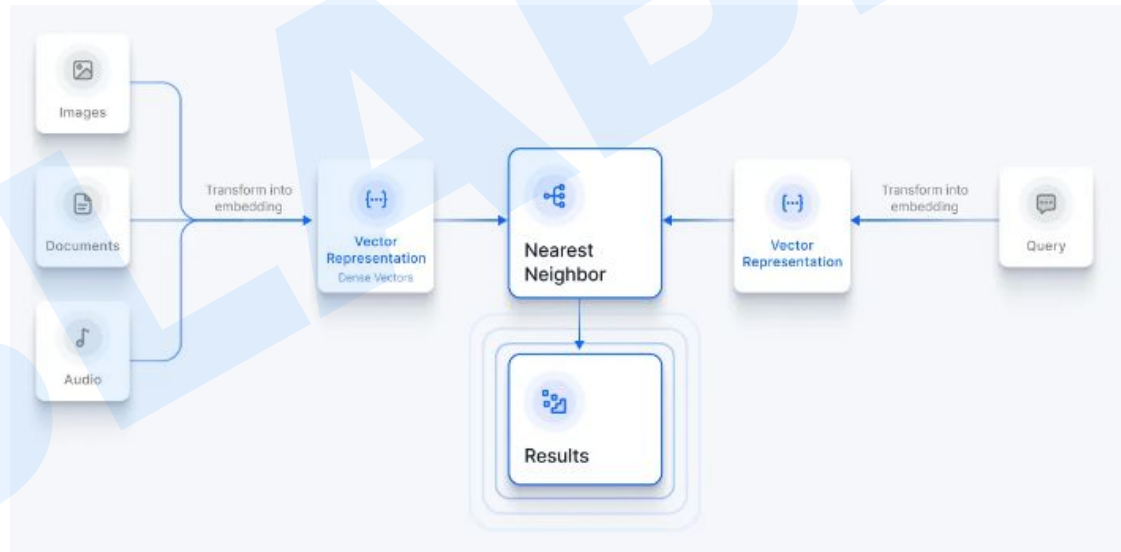 Images
Documents
Audio
Transform into
embedding
Vector
Representation
Dense Vectors
Nearest
Neighbor
Results
Vector
Representation
Transform into
embedding
Query